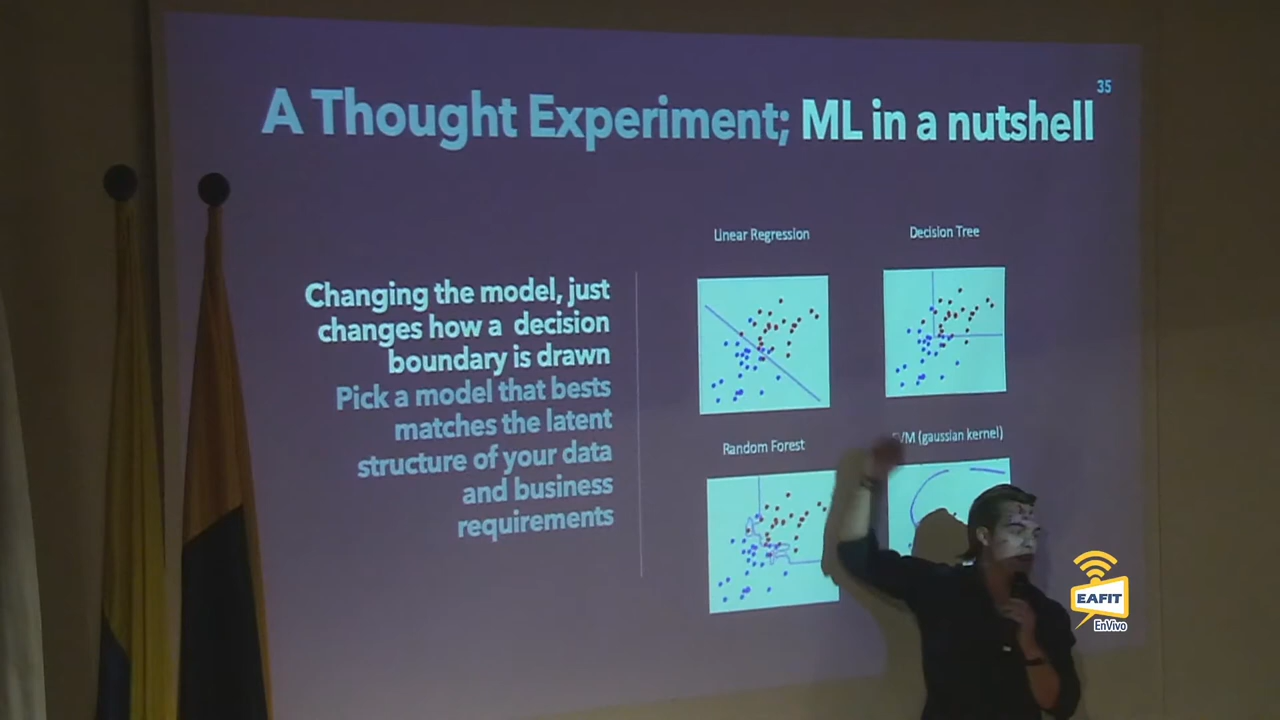 35
A Thought Experiment; ML in a nutshell
Changing the model, just
changes how a decision
boundary is drawn
Pick a model that bests
matches the latent
structure of your data
and business
requirements
Linear Regression
Decision Tree
Random Forest
SVM (gaussian kernel)
EAFIT
EnVivo